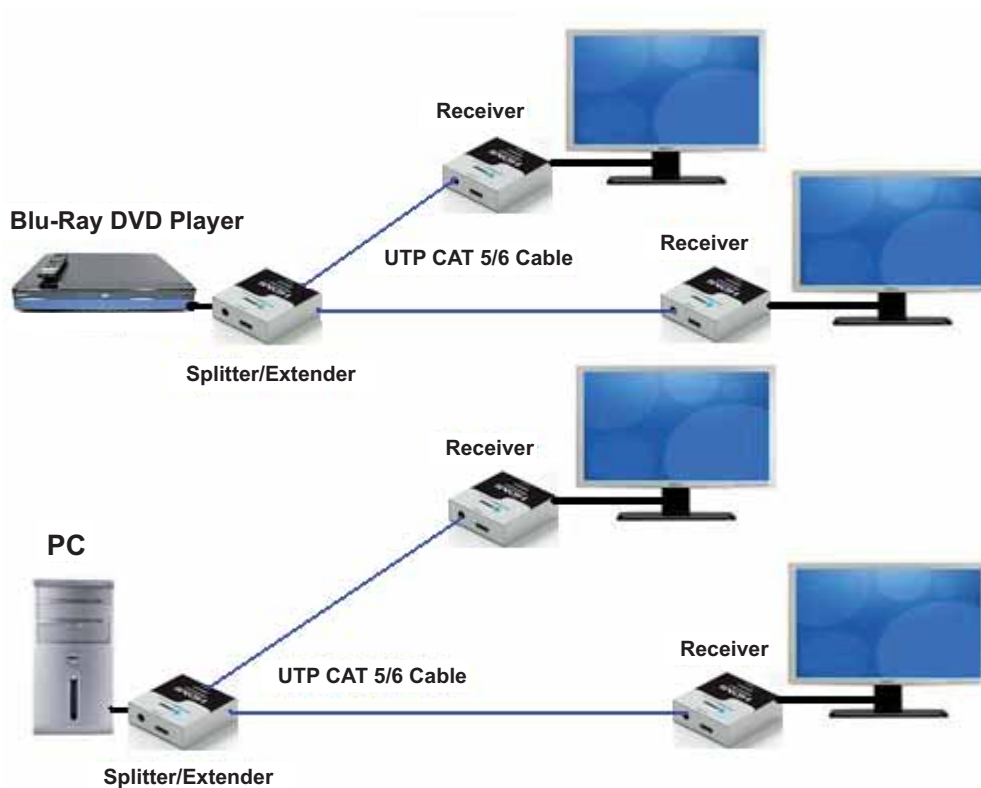 Receiver
Blu-Ray DVD Player
Receiver
UTP CAT 5/6 Cable
Splitter/Extender
Receiver
PC
Receiver
UTP CAT 5/6 Cable
Splitter/Extender